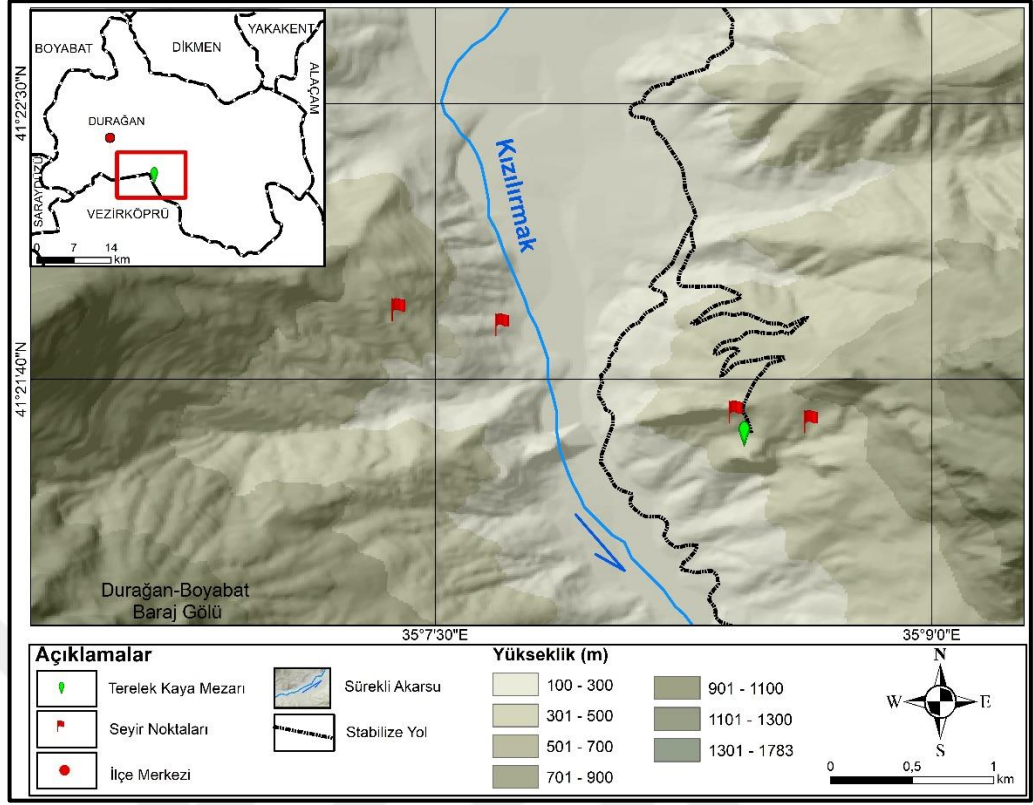 BOYABAT
DİKMEN
YAKAKENT
ALAÇAM
DURAĞAN
SARAYDÜZÜ
VEZİRKÖPRÜ
0 7 14
km
41°22'30"N
41°21'40"N
Kızılırmak
Durağan-Boyabat
Baraj Gölü
35°7'30"E
35°9'0"E
Açıklamalar
Terelek Kaya Mezarı
Seyir Noktaları
İlçe Merkezi
Sürekli Akarsu
Stabilize Yol
Yükseklik (m)
100 - 300
301 - 500
501 - 700
701 - 900
901 - 1100
1101 - 1300
1301 - 1783
N
W E
S
0 0,5 1
km